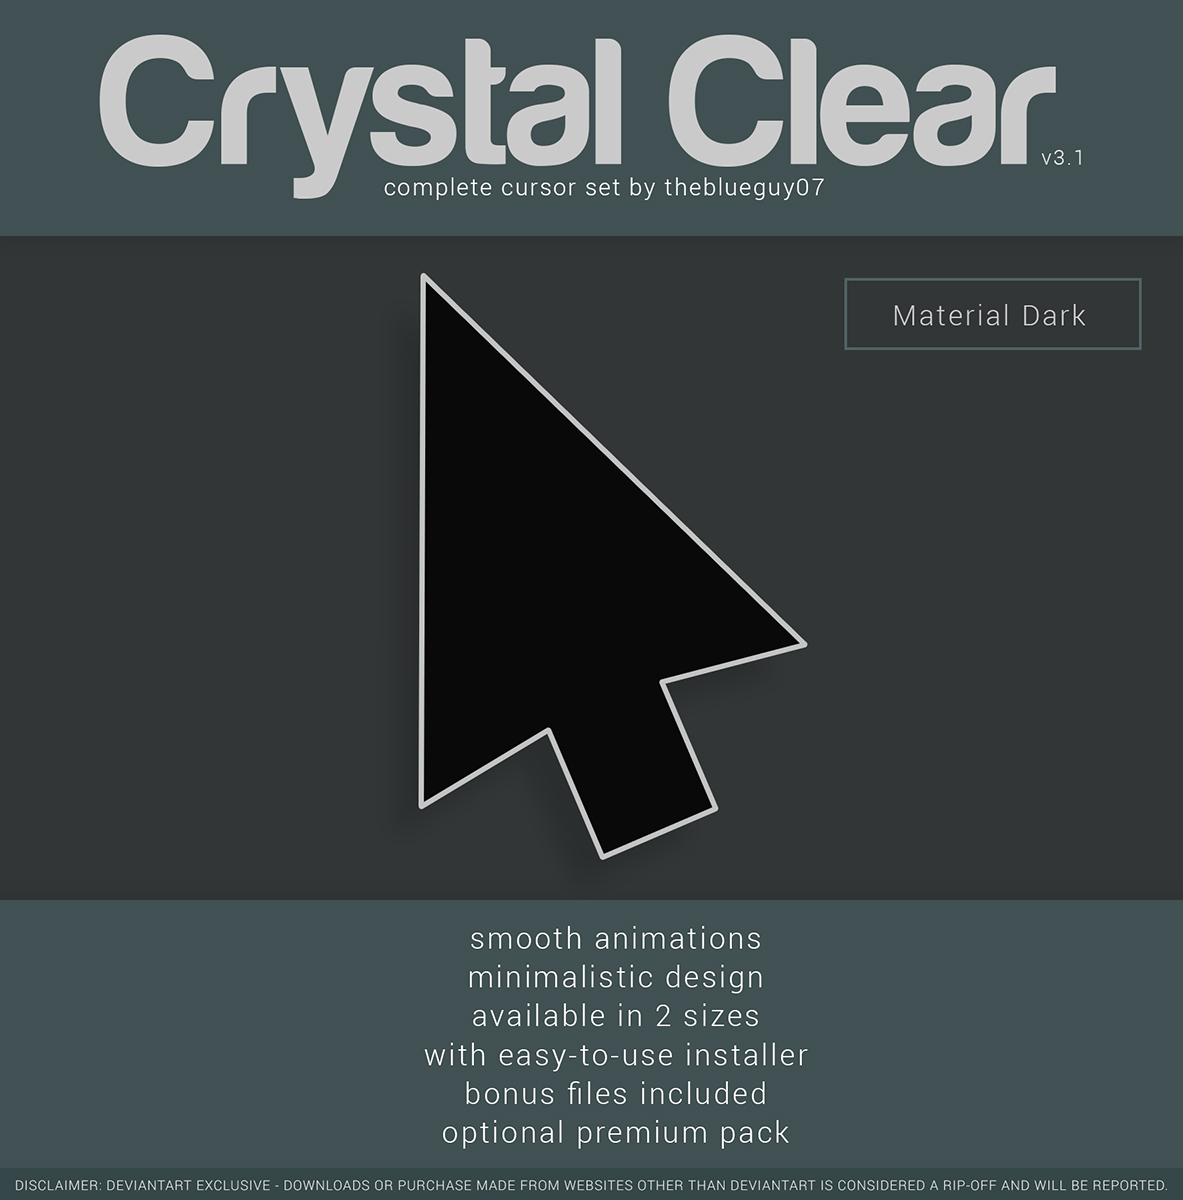 Crystal Clear
v3.1
complete cursor set by theblueguy07
Material Dark
smooth animations
minimalistic design
available in 2 sizes
with easy-to-use installer
bonus files included
optional premium pack
DISCLAIMER: DEVIANTART EXCLUSIVE - DOWNLOADS OR PURCHASE MADE FROM WEBSITES OTHER THAN DEVIANTART IS CONSIDERED A RIP-OFF AND WILL BE REPORTED.